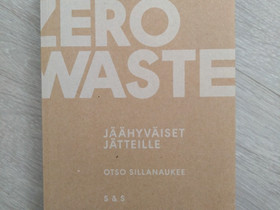 ZERO
WASTE
JÄÄHYVÄISET
JÄTTEILLE
OTSO SILLANAUKEE
S & S